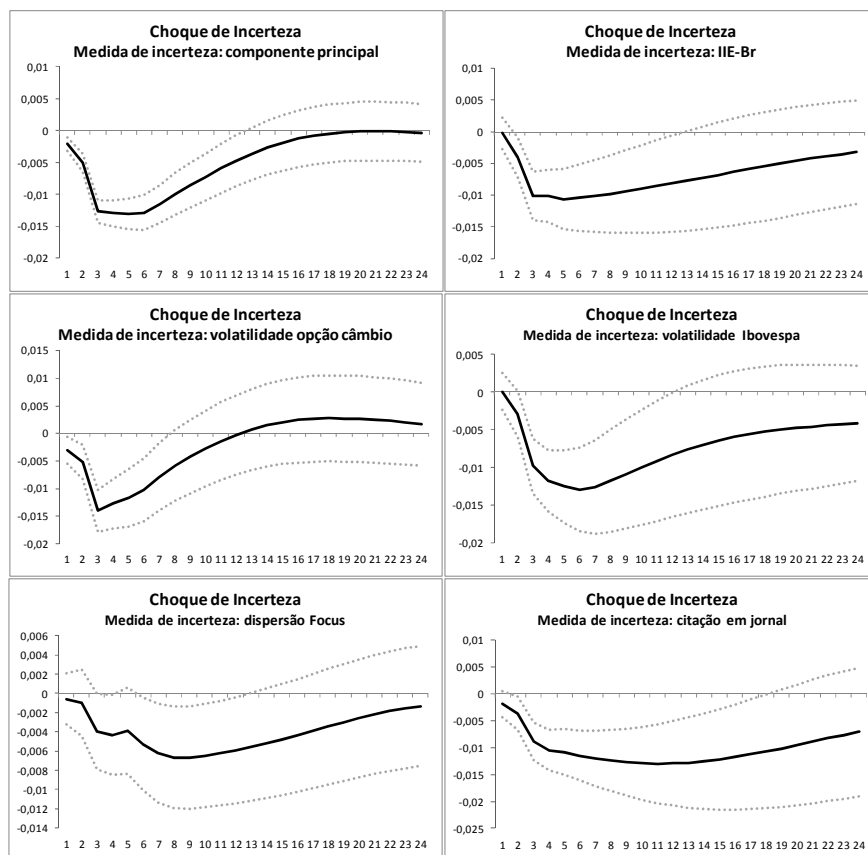 Choque de Incerteza
Medida de incerteza: componente principal
0,01
0,005
0
-0,005
-0,01
-0,015
-0,02
1 2 3 4 5 6 7 8 9 10 11 12 13 14 15 16 17 18 19 20 21 22 23 24
Choque de Incerteza
Medida de incerteza: IIE-Br
0,01
0,005
0
-0,005
-0,01
-0,015
-0,02
1 2 3 4 5 6 7 8 9 10 11 12 13 14 15 16 17 18 19 20 21 22 23 24
Choque de Incerteza
Medida de incerteza: volatilidade opção câmbio
0,015
0,01
0,005
0
-0,005
-0,01
-0,015
-0,02
1 2 3 4 5 6 7 8 9 10 11 12 13 14 15 16 17 18 19 20 21 22 23 24
Choque de Incerteza
Medida de incerteza: volatilidade Ibovespa
0,005
0
-0,005
-0,01
-0,015
-0,02
1 2 3 4 5 6 7 8 9 10 11 12 13 14 15 16 17 18 19 20 21 22 23 24
Choque de Incerteza
Medida de incerteza: dispersão Focus
0,006
0,004
0,002
0
-0,002
-0,004
-0,006
-0,008
-0,01
-0,012
-0,014
1 2 3 4 5 6 7 8 9 10 11 12 13 14 15 16 17 18 19 20 21 22 23 24
Choque de Incerteza
Medida de incerteza: citação em jornal
0,01
0,005
0
-0,005
-0,01
-0,015
-0,02
-0,025
1 2 3 4 5 6 7 8 9 10 11 12 13 14 15 16 17 18 19 20 21 22 23 24